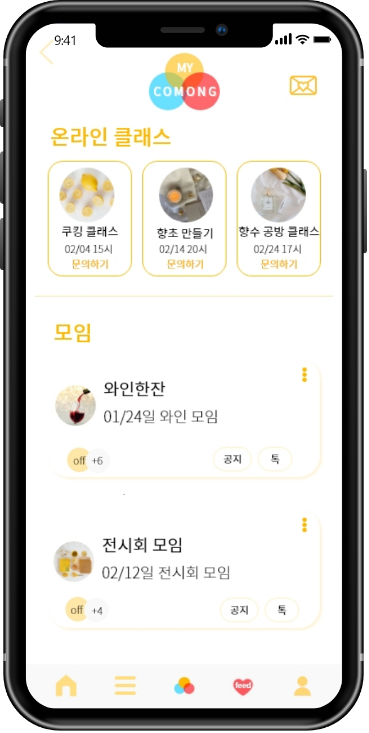 9:41
MY
COMONG
온라인 클래스
쿠킹 클래스
02/04 15시
문의하기
향초 만들기
02/14 20시
문의하기
향수 공방 클래스
02/24 17시
문의하기
모임
와인한잔
01/24일 와인 모임
off +6
공지 톡
전시회 모임
02/12일 전시회 모임
off +4
공지 톡
feed